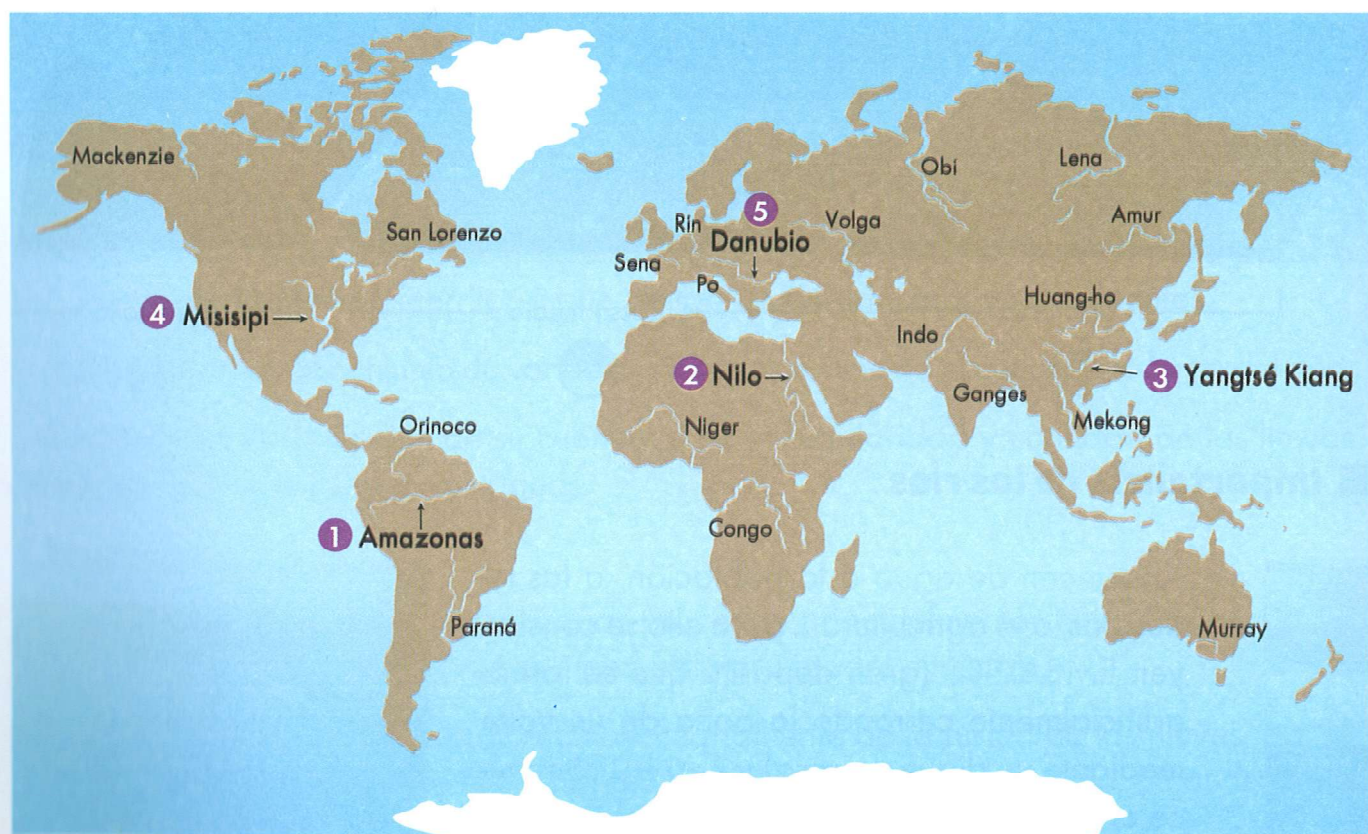 Mackenzie
San Lorenzo
4 Misisipi
Orinoco
1 Amazonas
Paraná
Rin
5
Danubio
Sena
Po
Volga
Obi
Lena
Amur
Huang-ho
Indo
Ganges
3 Yangtsé Kiang
Mekong
2 Nilo
Niger
Congo
Murray